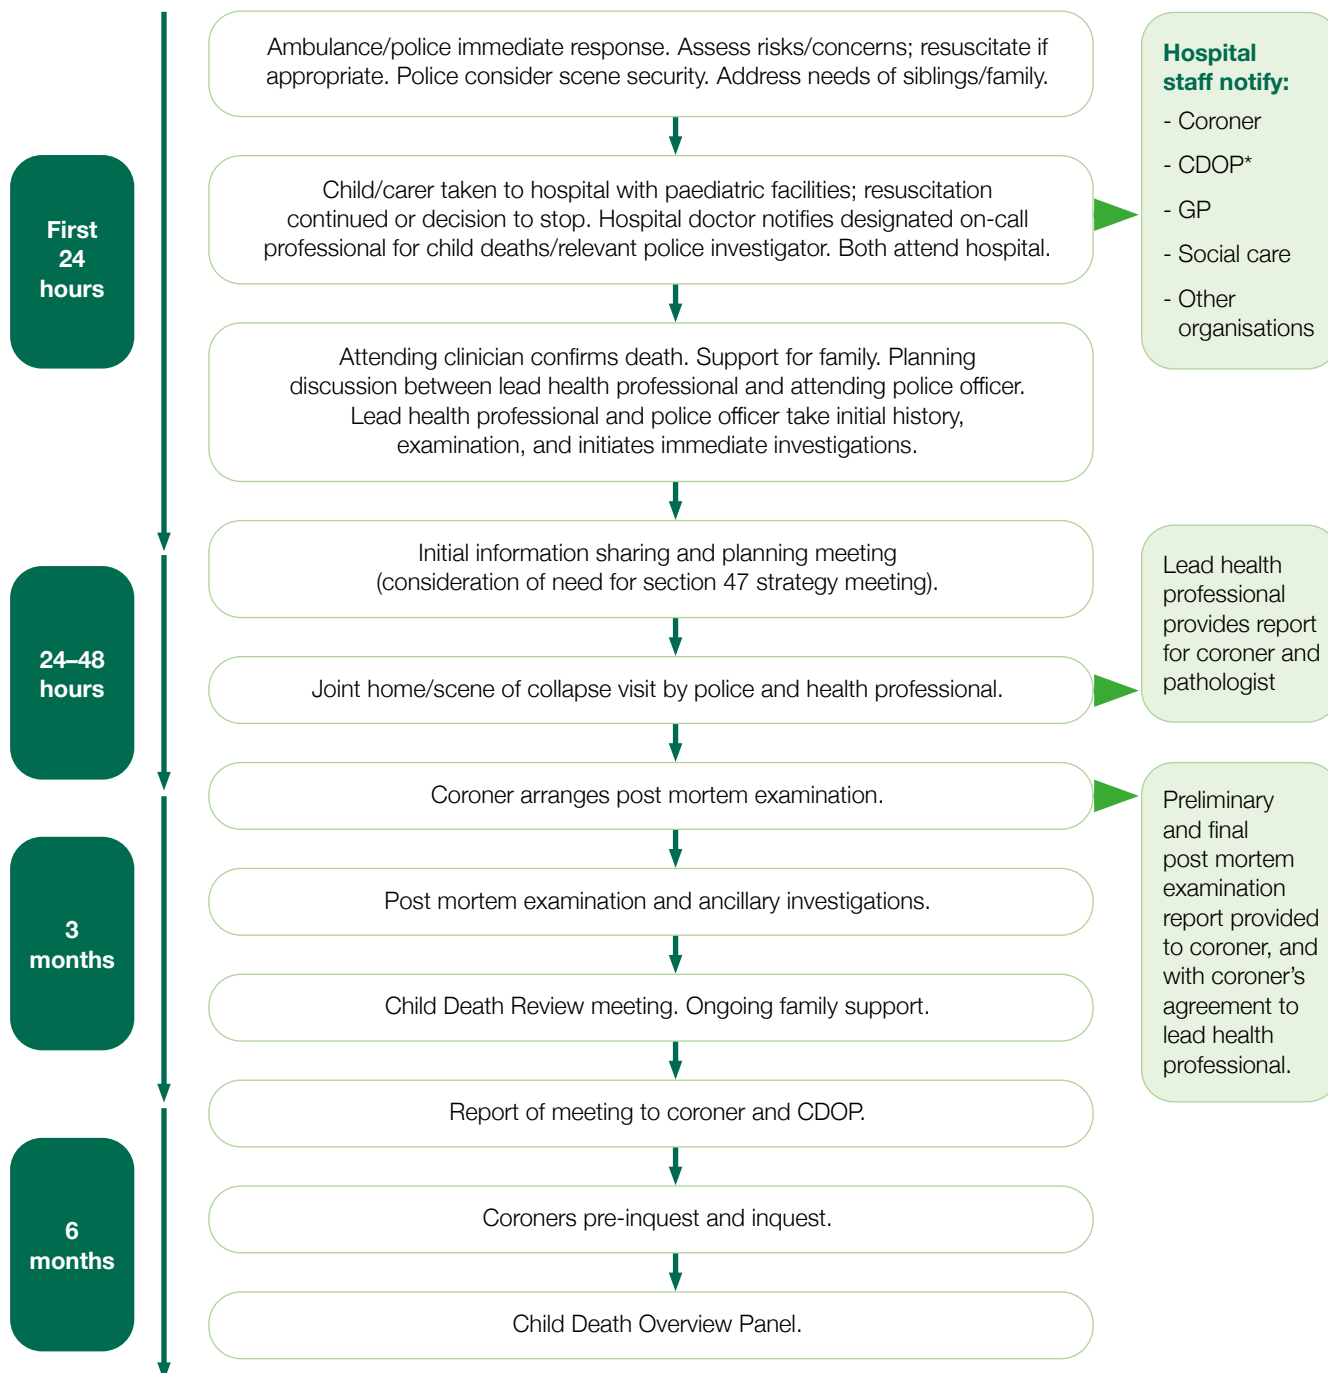 Ambulance/police immediate response. Assess risks/concerns; resuscitate if
appropriate. Police consider scene security. Address needs of siblings/family.
Hospital
staff notify:
- Coroner
- CDOP*
- GP
- Social care
- Other
organisations
First
24
hours
Child/carer taken to hospital with paediatric facilities; resuscitation
continued or decision to stop. Hospital doctor notifies designated on-call
professional for child deaths/relevant police investigator. Both attend hospital.
Attending clinician confirms death. Support for family. Planning
discussion between lead health professional and attending police officer.
Lead health professional and police officer take initial history,
examination, and initiates immediate investigations.
24–48
hours
Initial information sharing and planning meeting
(consideration of need for section 47 strategy meeting).
Joint home/scene of collapse visit by police and health professional.
Lead health
professional
provides report
for coroner and
pathologist
3
months
Coroner arranges post mortem examination.
Preliminary
and final
post mortem
examination
report provided
to coroner, and
with coroner’s
agreement to
lead health
professional.
Post mortem examination and ancillary investigations.
Child Death Review meeting. Ongoing family support.
6
months
Report of meeting to coroner and CDOP.
Coroners pre-inquest and inquest.
Child Death Overview Panel.